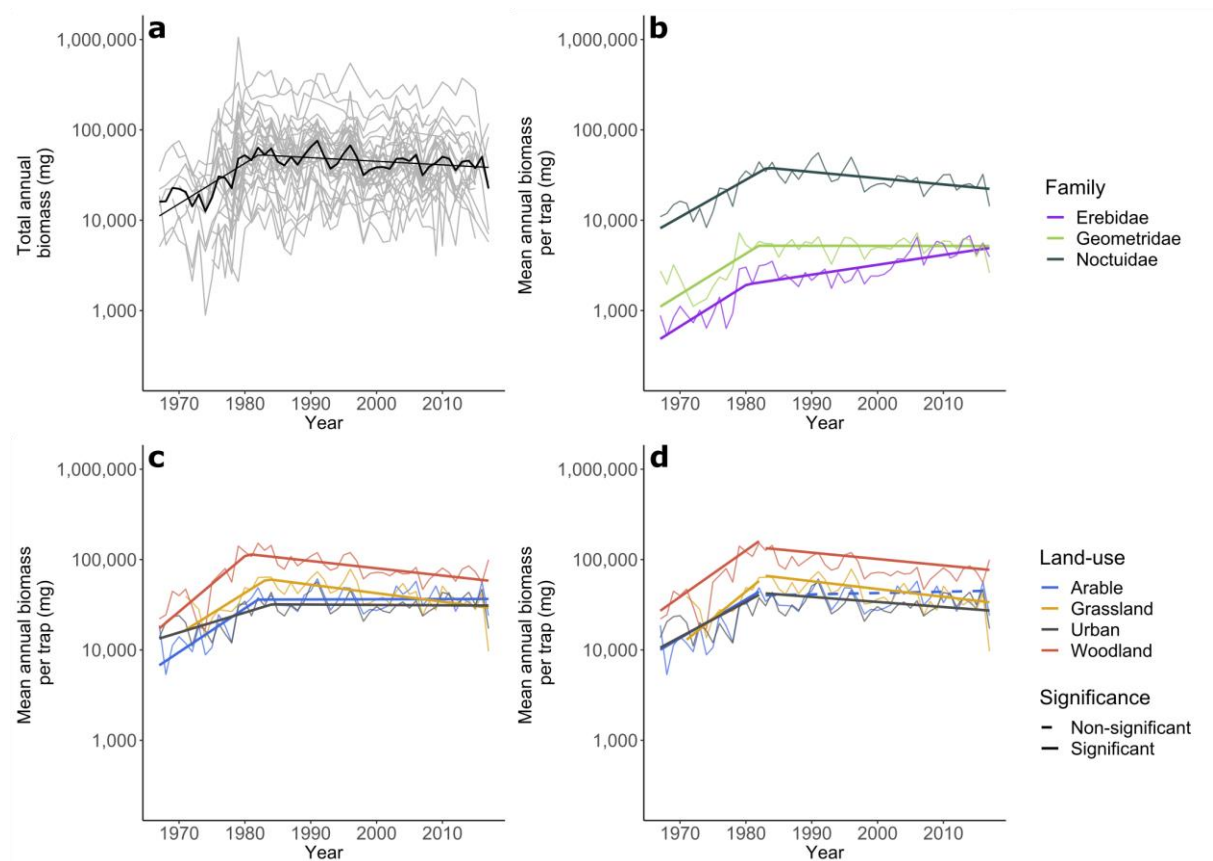 a
1,000,000
100,000
10,000
1,000
Total annual
biomass (mg)
1970 1980 1990 2000 2010
Year
b
1,000,000
100,000
10,000
1,000
Mean annual biomass
per trap (mg)
1970 1980 1990 2000 2010
Year
Family
Erebidae
Geometridae
Noctuidae
c
1,000,000
100,000
10,000
1,000
Mean annual biomass
per trap (mg)
1970 1980 1990 2000 2010
Year
d
1,000,000
100,000
10,000
1,000
Mean annual biomass
per trap (mg)
1970 1980 1990 2000 2010
Year
Land-use
Arable
Grassland
Urban
Woodland
Significance
Non-significant
Significant